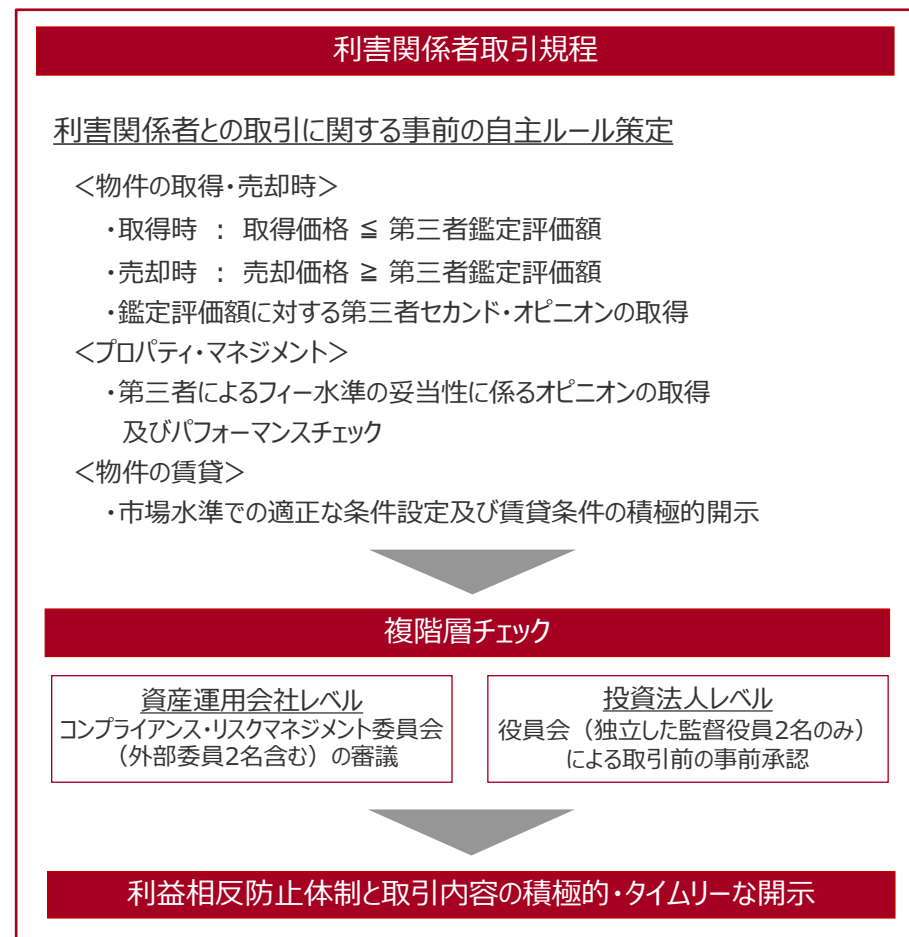 利害関係者取引規程
利害関係者との取引に関する事前の自主ルール策定
＜物件の取得・売却時＞
・取得時 ： 取得価格 ≦ 第三者鑑定評価額
・売却時 ： 売却価格 ≧ 第三者鑑定評価額
・鑑定評価額に対する第三者セカンド・オピニオンの取得
＜プロパティ・マネジメント＞
・第三者によるフィー水準の妥当性に係るオピニオンの取得
及びパフォーマンスチェック
＜物件の賃貸＞
・市場水準での適正な条件設定及び賃貸条件の積極的開示
複階層チェック
資産運用会社レベル
コンプライアンス・リスクマネジメント委員会
（外部委員2名含む）の審議
投資法人レベル
役員会（独立した監督役員2名のみ）
による取引前の事前承認
利益相反防止体制と取引内容の積極的・タイムリーな開示